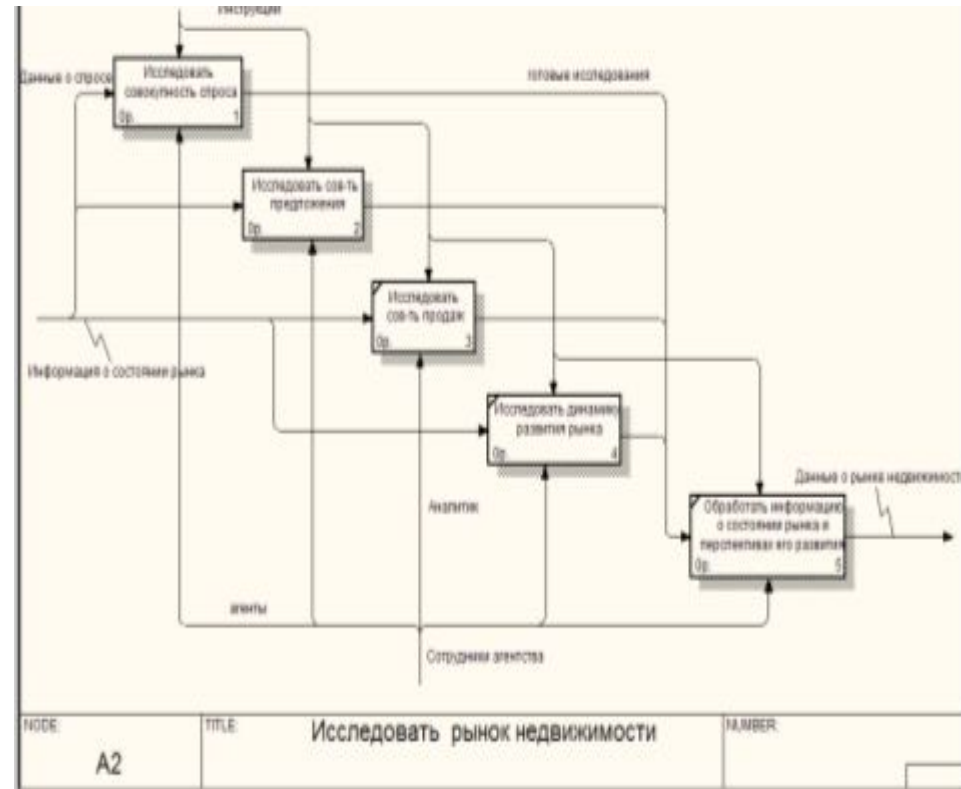 Инструкции
Данные о спросе
Исследовать
совокупность спроса
0р. 1
готовые исследования
Исследовать сов-ть
предложения
0р. 2
Исследовать
сов-ть продаж
0р. 3
Информация о состоянии рынка
Исследовать динамику
развития рынка
0р. 4
Данные о рынке недвижимост
Аналитик
Обработать информацию
о состоянии рынка и
перспективах его развития
0р. 5
агенты
Сотрудники агентства
NODE:
TITLE:
Исследовать рынок недвижимости
NUMBER:
A2